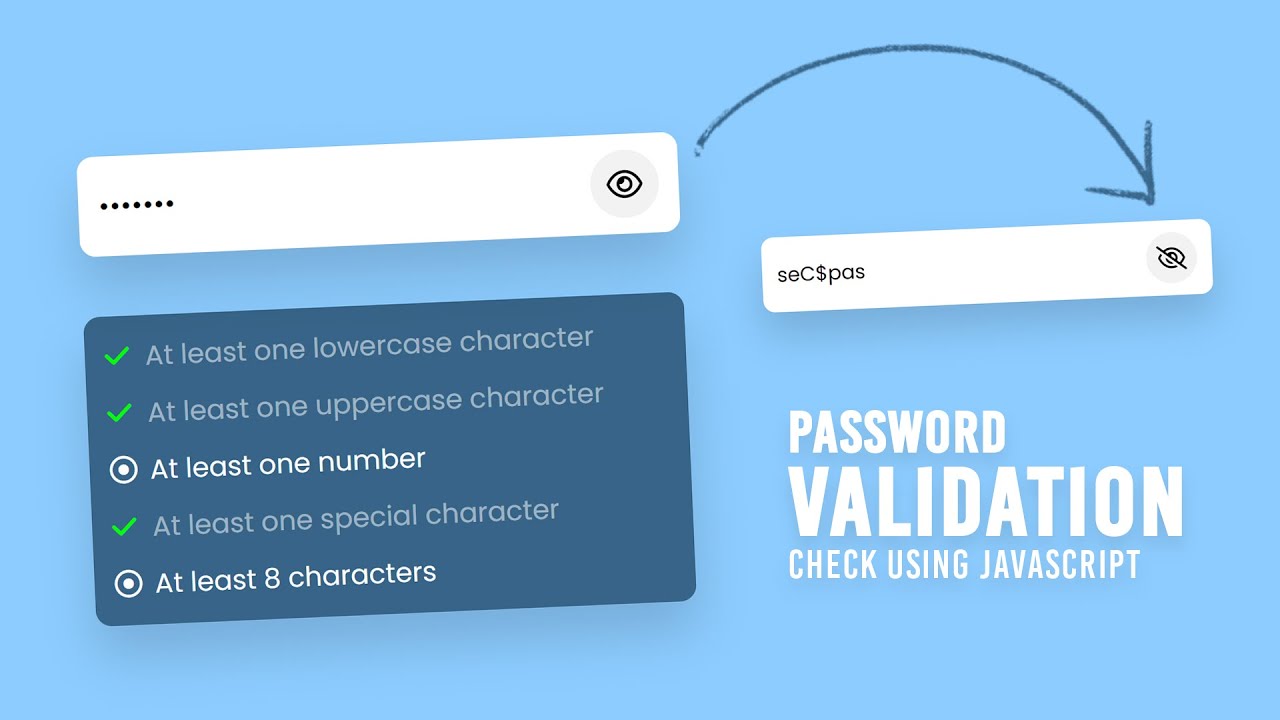 •••••••
At least one lowercase character
At least one uppercase character
At least one number
At least one special character
At least 8 characters
seC$pas
PASSWORD
VALIDATION
CHECK USING JAVASCRIPT